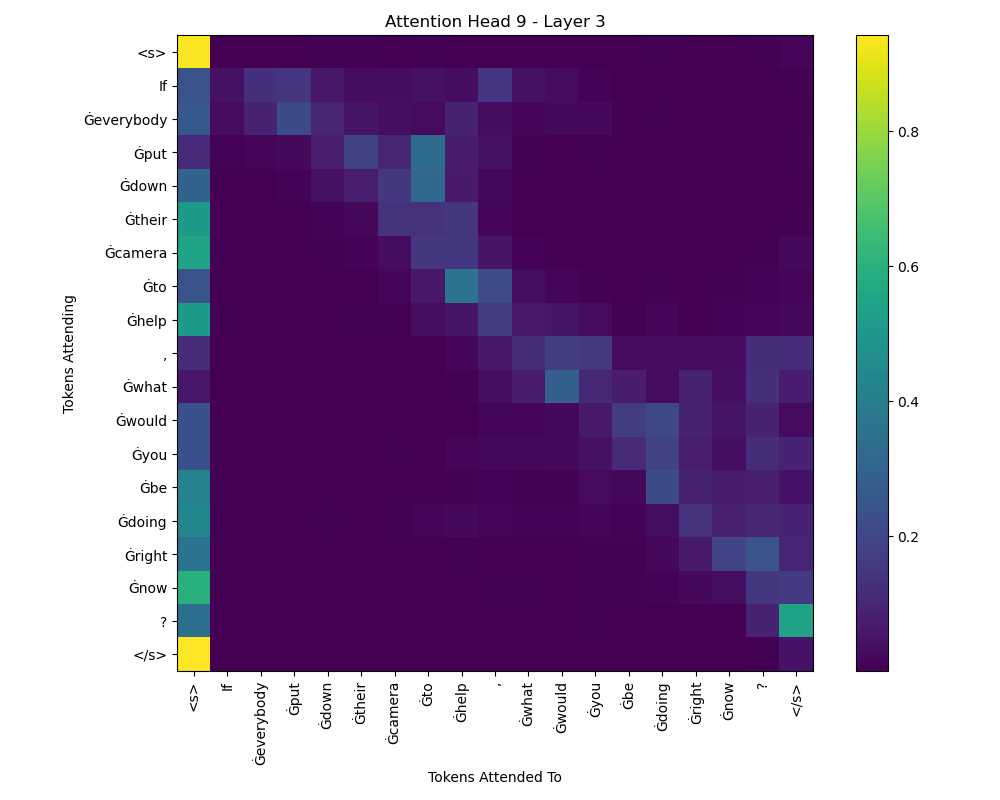 Attention Head 9 - Layer 3
Tokens Attending
<s>
If
Ġeverybody
Ġput
Ġdown
Ġtheir
Ġcamera
Ġto
Ġhelp
,
Ġwhat
Ġwould
Ġyou
Ġbe
Ġdoing
Ġright
Ġnow
?
</s>
<s>
If
Ġeverybody
Ġput
Ġdown
Ġtheir
Ġcamera
Ġto
Ġhelp
,
Ġwhat
Ġwould
Ġyou
Ġbe
Ġdoing
Ġright
Ġnow
?
</s>
Tokens Attended To
0.8
0.6
0.4
0.2